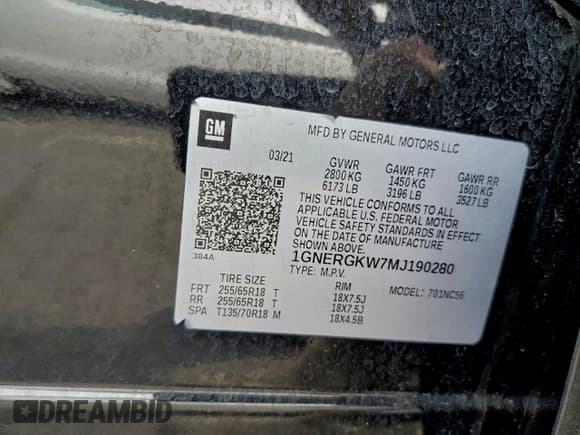 GM
MFD BY GENERAL MOTORS LLC
03/21
GVWR GAWR FRT GAWR RR
2800 KG 1450 KG 1600 KG
6173 LB 3196 LB 3527 LB
THIS VEHICLE CONFORMS TO ALL
APPLICABLE U.S. FEDERAL MOTOR
VEHICLE SAFETY STANDARDS IN EFFECT
ON THE DATE OF MANUFACTURE
SHOWN ABOVE.
384A
1GNERGKW7MJ190280
TYPE: M.P.V. MODEL: 701NC56
TIRE SIZE RIM
FRT 255/65R18 T 18X7.5J
RR 255/65R18 T 18X7.5J
SPA T135/70R18 M 18X4.5B
DREAMBID